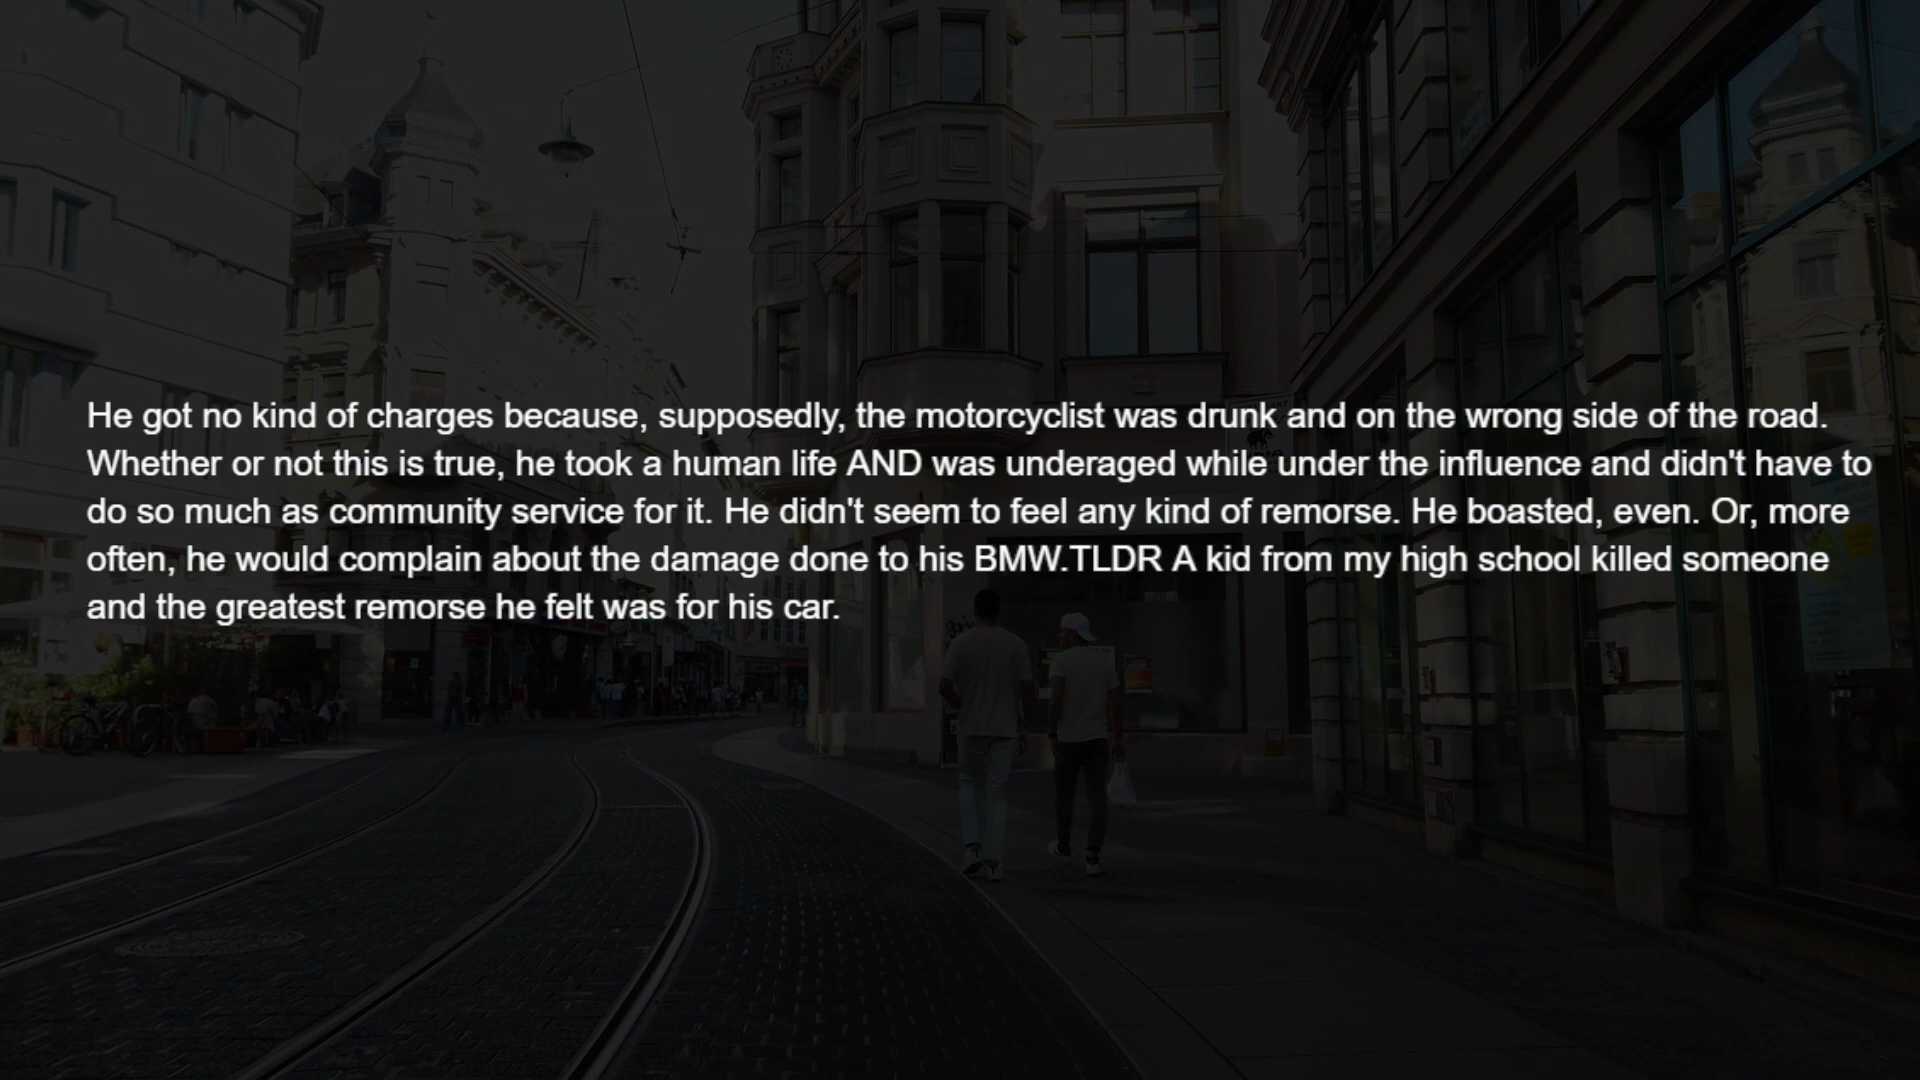 He got no kind of charges because, supposedly, the motorcyclist was drunk and on the wrong side of the road.
Whether or not this is true, he took a human life AND was underaged while under the influence and didn't have to
do so much as community service for it. He didn't seem to feel any kind of remorse. He boasted, even. Or, more
often, he would complain about the damage done to his BMW.TLDR A kid from my high school killed someone
and the greatest remorse he felt was for his car.